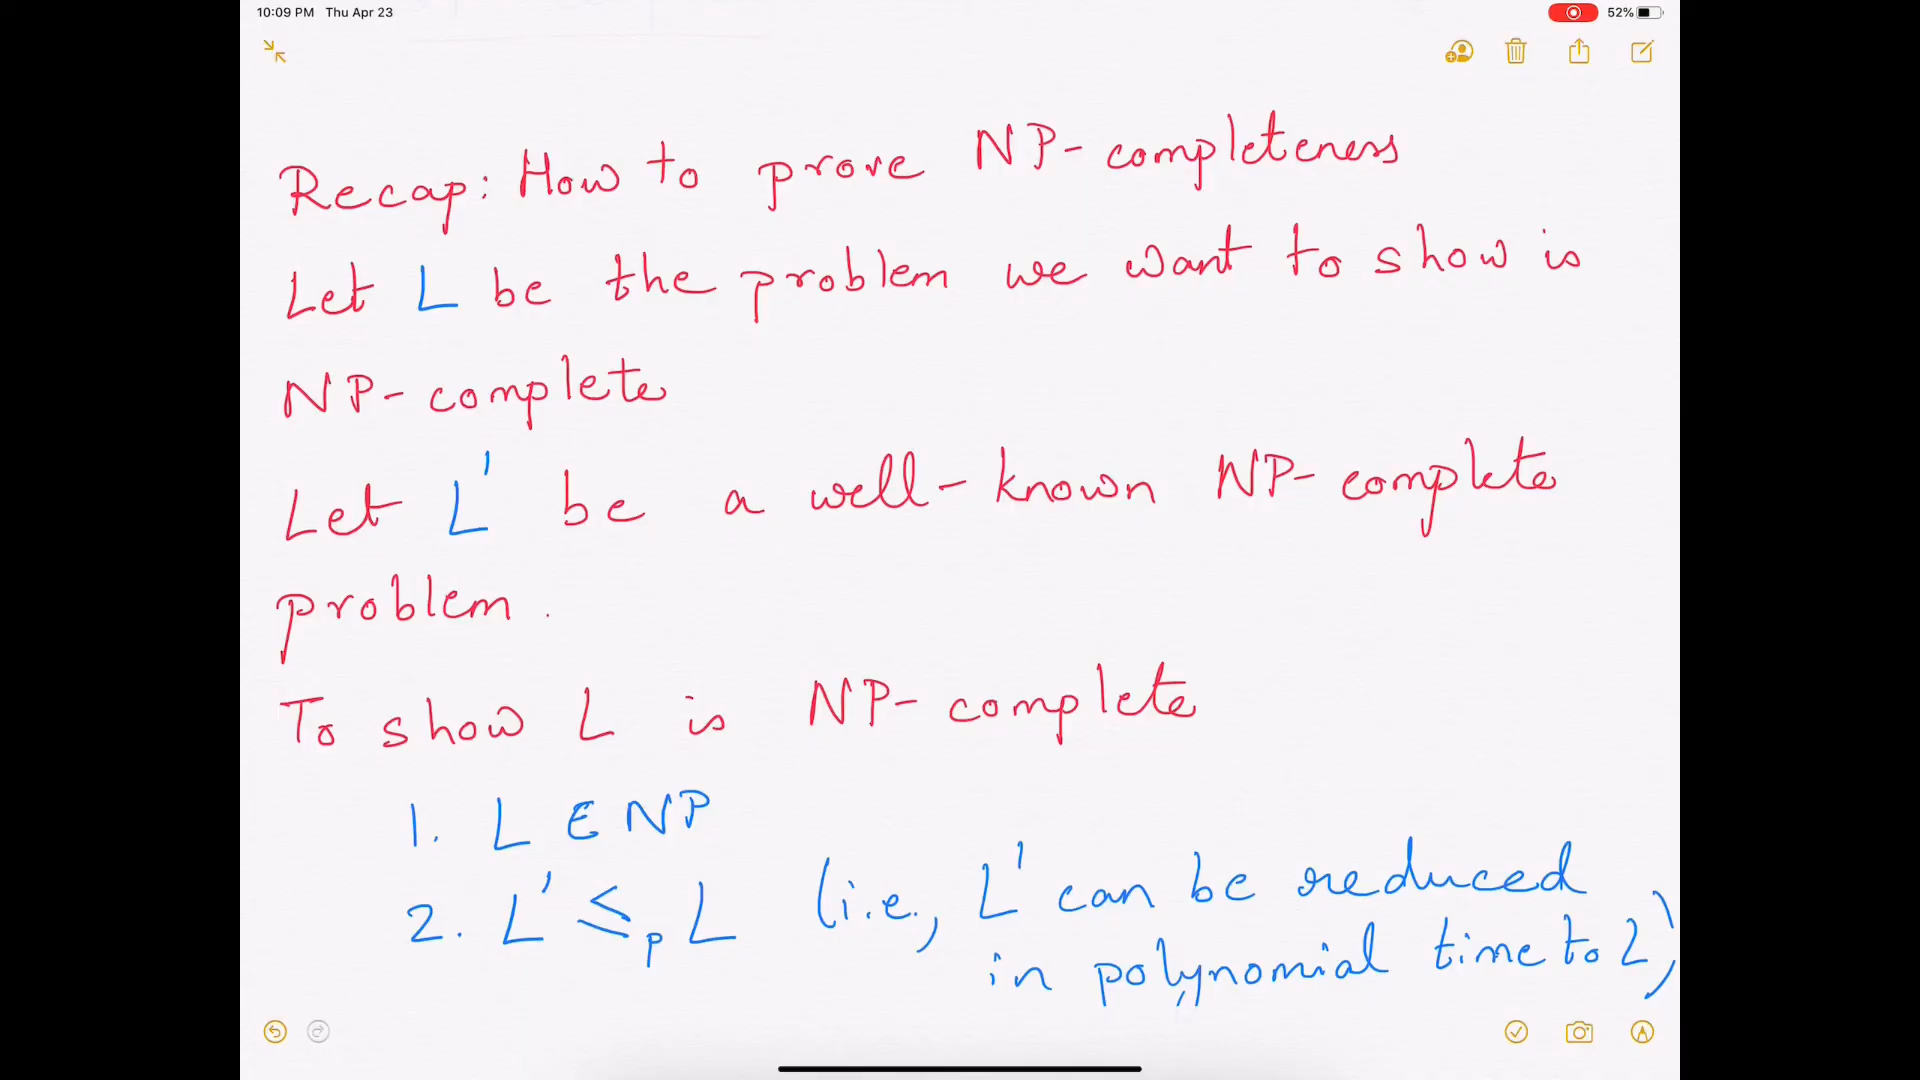 10:09 PM Thu Apr 23
52%
Recap: How to prove NP-completeness
Let L be the problem we want to show is
NP-complete
Let L' be a well-known NP-complete
problem.
To show L is NP-complete
1. L ∈ NP
2. L' ≤p L (i.e., L' can be reduced
in polynomial time to L)